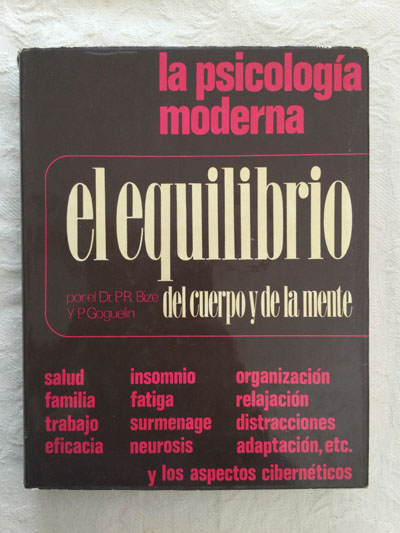 la psicología
moderna
el equilibrio
por el Dr. P.R. Bize
y P. Goguelin
del cuerpo y de la mente
salud insomnio organización
familia fatiga relajación
trabajo surmenage distracciones
eficacia neurosis adaptación, etc.
y los aspectos cibernéticos